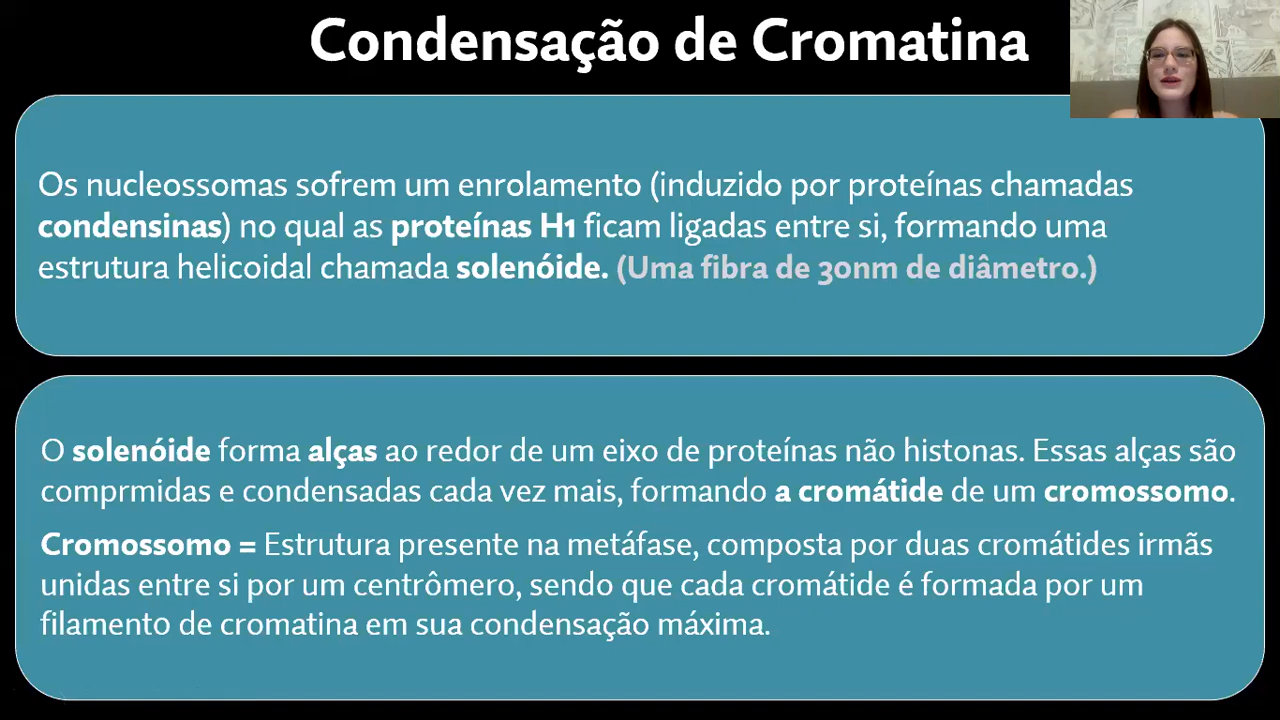 Condensação de Cromatina
Os nucleossomas sofrem um enrolamento (induzido por proteínas chamadas
condensinas) no qual as proteínas H1 ficam ligadas entre si, formando uma
estrutura helicoidal chamada solenóide. (Uma fibra de 30nm de diâmetro.)
O solenóide forma alças ao redor de um eixo de proteínas não histonas. Essas alças são
comprmidas e condensadas cada vez mais, formando a cromátide de um cromossomo.
Cromossomo = Estrutura presente na metáfase, composta por duas cromátides irmãs
unidas entre si por um centrômero, sendo que cada cromátide é formada por um
filamento de cromatina em sua condensação máxima.